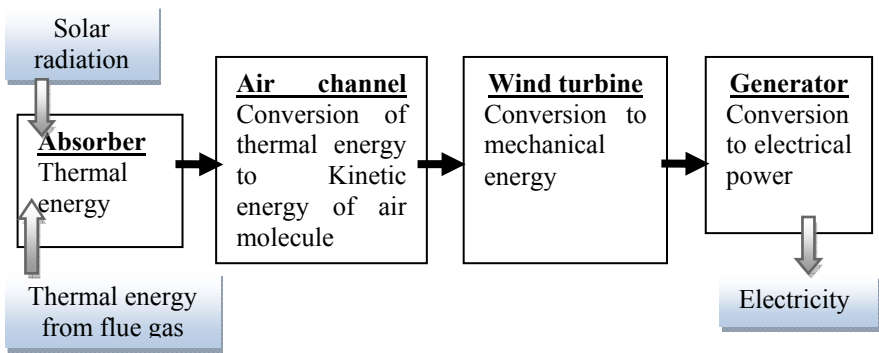 Solar
radiation
Absorber
Thermal
energy
Thermal energy
from flue gas
Air channel
Conversion of
thermal energy
to Kinetic
energy of air
molecule
Wind turbine
Conversion to
mechanical
energy
Generator
Conversion
to electrical
power
Electricity